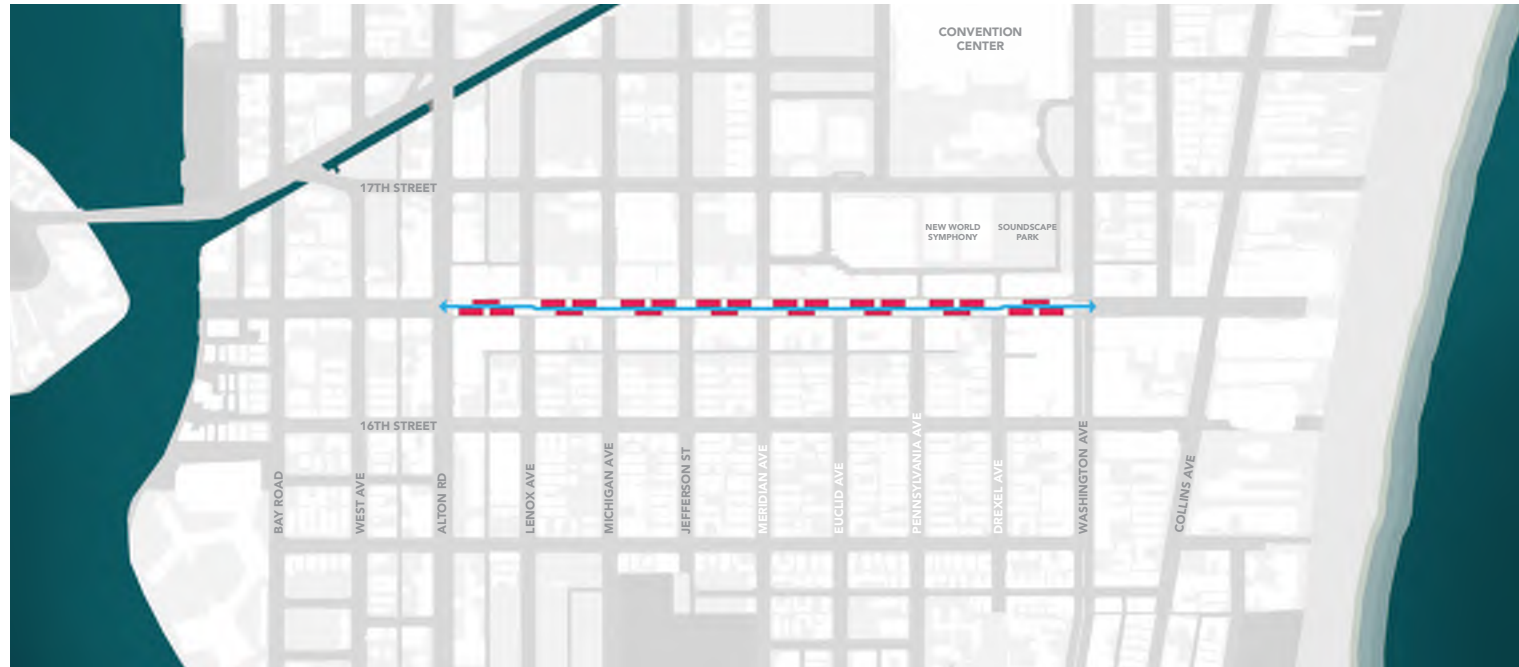 CONVENTION
CENTER
17TH STREET
NEW WORLD
SYMPHONY
SOUNDSCAPE
PARK
16TH STREET
BAY ROAD
WEST AVE
ALTON RD
LENOX AVE
MICHIGAN AVE
JEFFERSON ST
MERIDIAN AVE
EUCLID AVE
PENNSYLVANIA AVE
DREXEL AVE
WASHINGTON AVE
COLLINS AVE